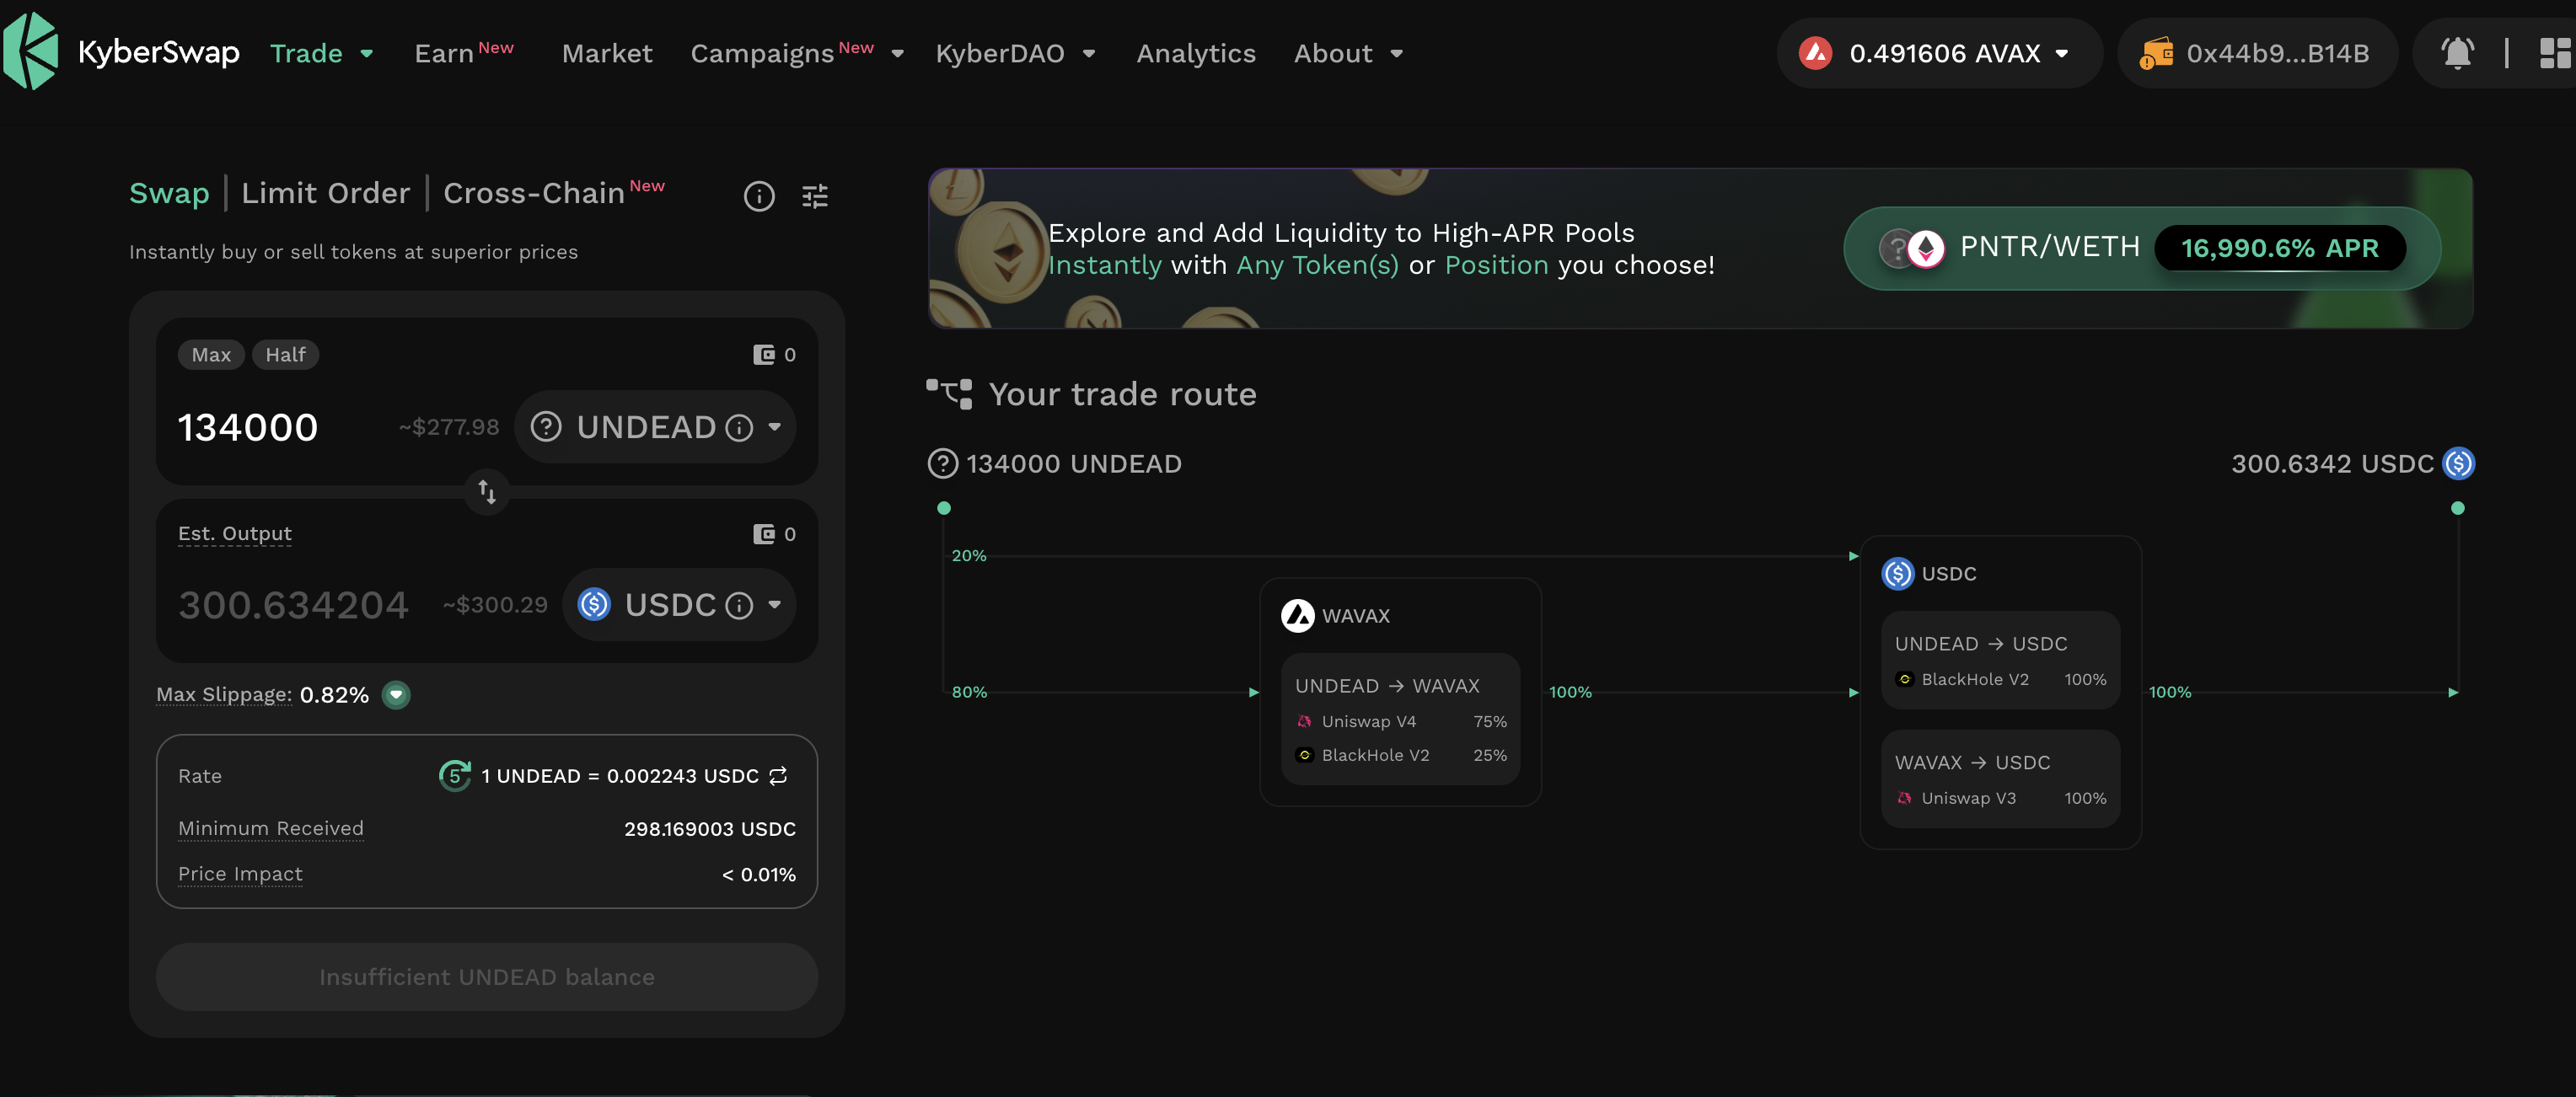 KyberSwap Trade Earn New Market Campaigns New KyberDAO Analytics About 0.491606 AVAX 0x44b9...B14B
Swap | Limit Order | Cross-Chain New
Instantly buy or sell tokens at superior prices
Max Half 0
134000 ~$277.98 UNDEAD
Est. Output 0
300.634204 ~$300.29 USDC
Max Slippage: 0.82%
Rate 5 1 UNDEAD = 0.002243 USDC
Minimum Received 298.169003 USDC
Price Impact < 0.01%
Insufficient UNDEAD balance
Explore and Add Liquidity to High-APR Pools
Instantly with Any Token(s) or Position you choose!
PNTR/WETH 16,990.6% APR
Your trade route
134000 UNDEAD 300.6342 USDC
20%
80%
WAVAX
UNDEAD → WAVAX
Uniswap V4 75%
BlackHole V2 25%
100%
USDC
UNDEAD → USDC
BlackHole V2 100%
WAVAX → USDC
Uniswap V3 100%
100%